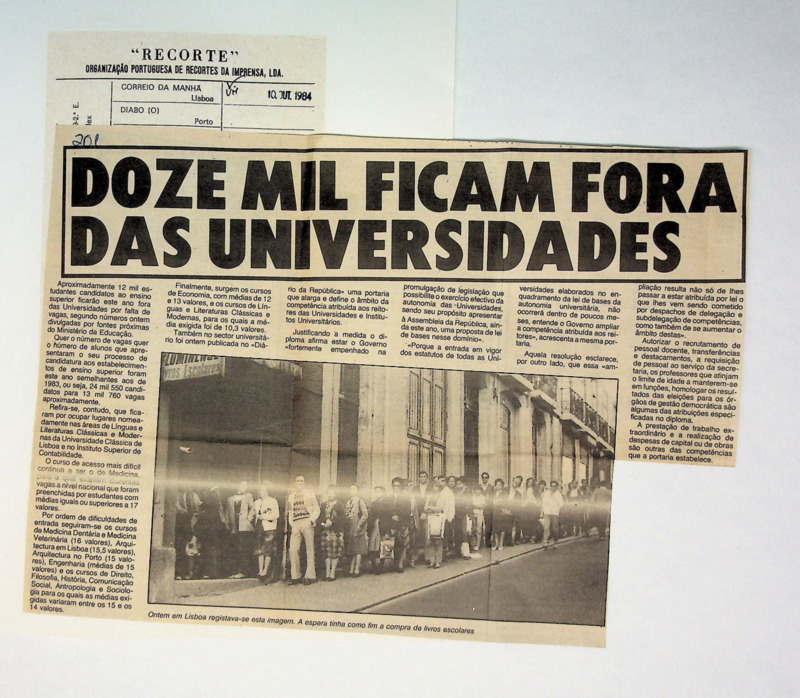 "RECORTE"
ORGANIZAÇÃO PORTUGUESA DE RECORTES DA IMPRENSA, LDA.
CORREIO DA MANHÃ
Lisboa
10. OUT. 1984
DIABO (O)
Porto
201
DOZE MIL FICAM FORA
DAS UNIVERSIDADES
Aproximadamente 12 mil es-
tudantes candidatos ao ensino
superior ficarão este ano fora
das Universidades por falta de
vagas, segundo números ontem
divulgadas por fontes próximas
do Ministério da Educação.
Quer o número de vagas quer
o número de alunos que apre-
sentaram o seu processo de
candidatura aos estabelecimen-
tos de ensino superior foram
este ano semelhantes aos de
1983, ou seja, 24 mil 550 candi-
datos para 13 mil 760 vagas
aproximadamente.
Refira-se, contudo, que fica-
ram por ocupar lugares nomea-
damente nas áreas de Línguas e
Literaturas Clássicas e Moder-
nas da Universidade Clássica de
Lisboa e no Instituto Superior de
Contabilidade.
O curso de acesso mais difícil
continua a ser o de Medicina,
para o qual existiam duzentas
vagas a nível nacional que foram
preenchidas por estudantes com
médias iguais ou superiores a 17
valores.
Por ordem de dificuldades de
entrada seguiram-se os cursos
de Medicina Dentária e Medicina
Veterinária (16 valores), Arqui-
tectura em Lisboa (15,5 valores),
Arquitectura no Porto (15 valo-
res), Engenharia (médias de 15
valores) e os cursos de Direito,
Filosofia, História, Comunicação
Social, Antropologia e Sociolo-
gia para os quais as médias exi-
gidas variaram entre os 15 e os
14 valores.
Finalmente, surgem os cursos
de Economia, com médias de 12
e 13 valores, e os cursos de Lín-
guas e Literaturas Clássicas e
Modernas, para os quais a mé-
dia exigida foi de 10,3 valores.
Também no sector universitá-
rio foi ontem publicada no «Diá-
rio da República» uma portaria
que alarga e define o âmbito da
competência atribuída aos reito-
res das Universidades e Institutos
Universitários.
«Justificando a medida o di-
ploma afirma estar o Governo
«fortemente empenhado na
promulgação de legislação que
possibilite o exercício efectivo da
autonomia das Universidades,
sendo seu propósito apresentar
à Assembleia da República, ain-
da este ano, uma proposta de lei
de bases nesse domínio».
«Porque a entrada em vigor
dos estatutos de todas as Uni-
versidades elaborados no en-
quadramento da lei de bases da
autonomia universitária, não
ocorrerá dentro de poucos me-
ses, entende o Governo ampliar
a competência atribuída aos rei-
tores», acrescenta a mesma por-
taria.
Aquela resolução esclarece,
por outro lado, que essa «am-
pliação resulta não só de lhes
passar a estar atribuída por lei o
que lhes vem sendo cometido
por despachos de delegação e
subdelegação de competências,
como também de se aumentar o
âmbito destas».
Autorizar o recrutamento de
pessoal docente, transferências
e destacamentos, a requisição
de pessoal ao serviço da secreta-
ria, os professores que atinjam
o limite de idade a manterem-se
em funções, homologar os resul-
tados das eleições para os ór-
gãos de gestão democrática são
algumas das atribuições especi-
ficadas no diploma.
A prestação de trabalho ex-
traordinário e a realização de
despesas de capital ou de obras
são outras das competências
que a portaria estabelece.
Livros Escolares
Ontem em Lisboa registava-se esta imagem. A espera tinha como fim a compra de livros escolares